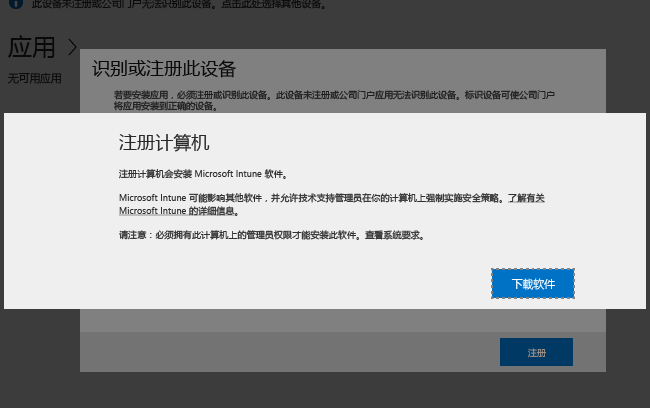 此设备未注册或公司门户无法识别此设备。点击此处选择其他设备。
应用
无可用应用
识别或注册此设备
若要安装应用，必须注册或识别此设备。此设备未注册或公司门户应用无法识别此设备。标识设备可使公司门户
将应用安装到正确的设备。
注册计算机
注册计算机会安装 Microsoft Intune 软件。
Microsoft Intune 可能影响其他软件，并允许技术支持管理员在你的计算机上强制实施安全策略。了解有关
Microsoft Intune 的详细信息。
请注意：必须拥有此计算机上的管理员权限才能安装此软件。查看系统要求。
下载软件
注册